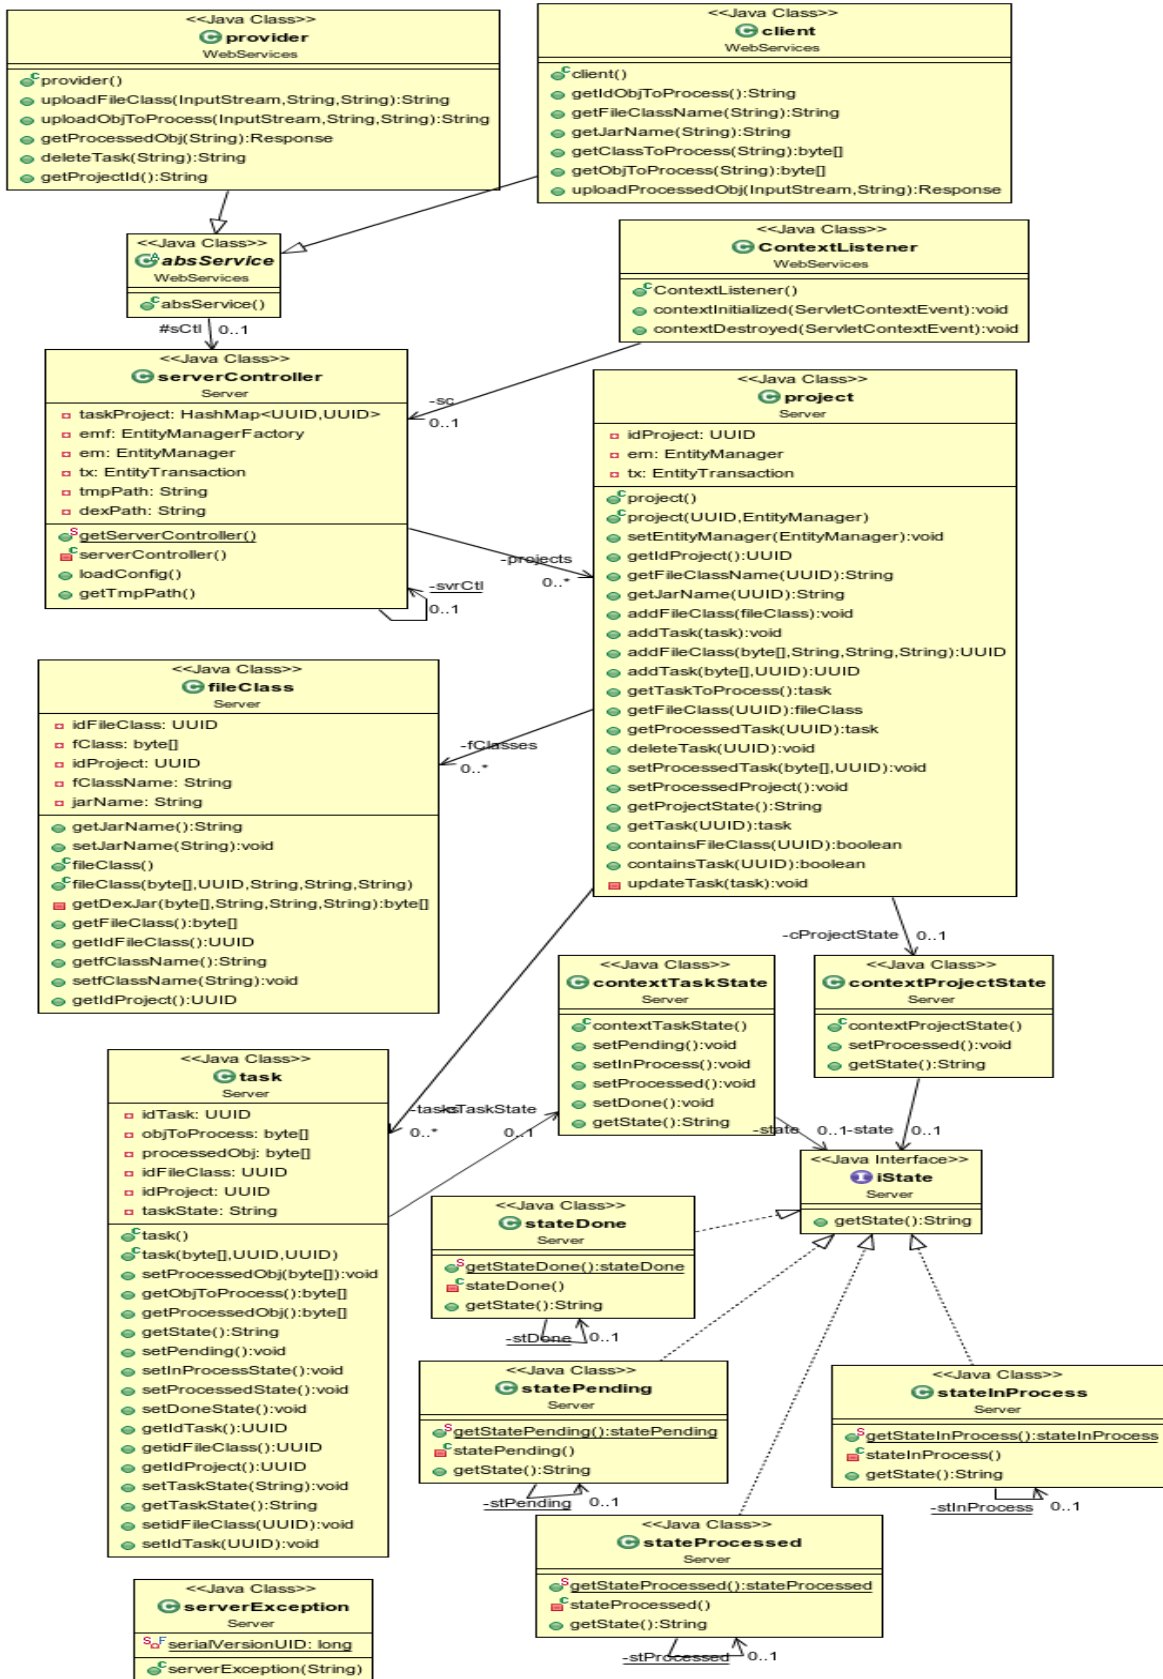 <<Java Class>>
provider
WebServices
provider()
uploadFileClass(InputStream,String,String):String
uploadObjToProcess(InputStream,String,String):String
getProcessedObj(String):Response
deleteTask(String):String
getProjectId():String
<<Java Class>>
client
WebServices
client()
getIdObjToProcess():String
getFileClassName(String):String
getJarName(String):String
getClassToProcess(String):byte[]
getObjToProcess(String):byte[]
uploadProcessedObj(InputStream,String):Response
<<Java Class>>
absService
WebServices
absService()
#sCtl 0..1
<<Java Class>>
ContextListener
WebServices
ContextListener()
contextInitialized(ServletContextEvent):void
contextDestroyed(ServletContextEvent):void
-sc
0..1
<<Java Class>>
serverController
Server
taskProject: HashMap<UUID,UUID>
emf: EntityManagerFactory
em: EntityManager
tx: EntityTransaction
tmpPath: String
dexPath: String
getServerController()
serverController()
loadConfig()
getTmpPath()
-projects
0..*
-svrCtl
0..1
<<Java Class>>
project
Server
idProject: UUID
em: EntityManager
tx: EntityTransaction
project()
project(UUID,EntityManager)
setEntityManager(EntityManager):void
getIdProject():UUID
getFileClassName(UUID):String
getJarName(UUID):String
addFileClass(fileClass):void
addTask(task):void
addFileClass(byte[],String,String,String):UUID
addTask(byte[],UUID):UUID
getTaskToProcess():task
getFileClass(UUID):fileClass
getProcessedTask(UUID):task
deleteTask(UUID):void
setProcessedTask(byte[],UUID):void
setProcessedProject():void
getProjectState():String
getTask(UUID):task
containsFileClass(UUID):boolean
containsTask(UUID):boolean
updateTask(task):void
<<Java Class>>
fileClass
Server
idFileClass: UUID
fClass: byte[]
idProject: UUID
fClassName: String
jarName: String
getJarName():String
setJarName(String):void
fileClass()
fileClass(byte[],UUID,String,String,String)
getDexJar(byte[],String,String,String):byte[]
getFileClass():byte[]
getIdFileClass():UUID
getfClassName():String
setfClassName(String):void
getIdProject():UUID
-fClasses
0..*
-cProjectState 0..1
<<Java Class>>
contextTaskState
Server
contextTaskState()
setPending():void
setInProcess():void
setProcessed():void
setDone():void
getState():String
<<Java Class>>
contextProjectState
Server
contextProjectState()
setProcessed():void
getState():String
-state 0..1
-state 0..1
<<Java Class>>
task
Server
idTask: UUID
objToProcess: byte[]
processedObj: byte[]
idFileClass: UUID
idProject: UUID
taskState: String
task()
task(byte[],UUID,UUID)
setProcessedObj(byte[]):void
getObjToProcess():byte[]
getProcessedObj():byte[]
getState():String
setPending():void
setInProcessState():void
setProcessedState():void
setDoneState():void
getIdTask():UUID
getidFileClass():UUID
getIdProject():UUID
setTaskState(String):void
getTaskState():String
setidFileClass(UUID):void
setIdTask(UUID):void
0..*
0..1
<<Java Interface>>
iState
Server
getState():String
<<Java Class>>
stateDone
Server
getStateDone():stateDone
stateDone()
getState():String
-stDone 0..1
<<Java Class>>
statePending
Server
getStatePending():statePending
statePending()
getState():String
-stPending 0..1
<<Java Class>>
stateInProcess
Server
getStateInProcess():stateInProcess
stateInProcess()
getState():String
-stInProcess 0..1
<<Java Class>>
stateProcessed
Server
getStateProcessed():stateProcessed
stateProcessed()
getState():String
-stProcessed 0..1
<<Java Class>>
serverException
Server
serialVersionUID: long
serverException(String)